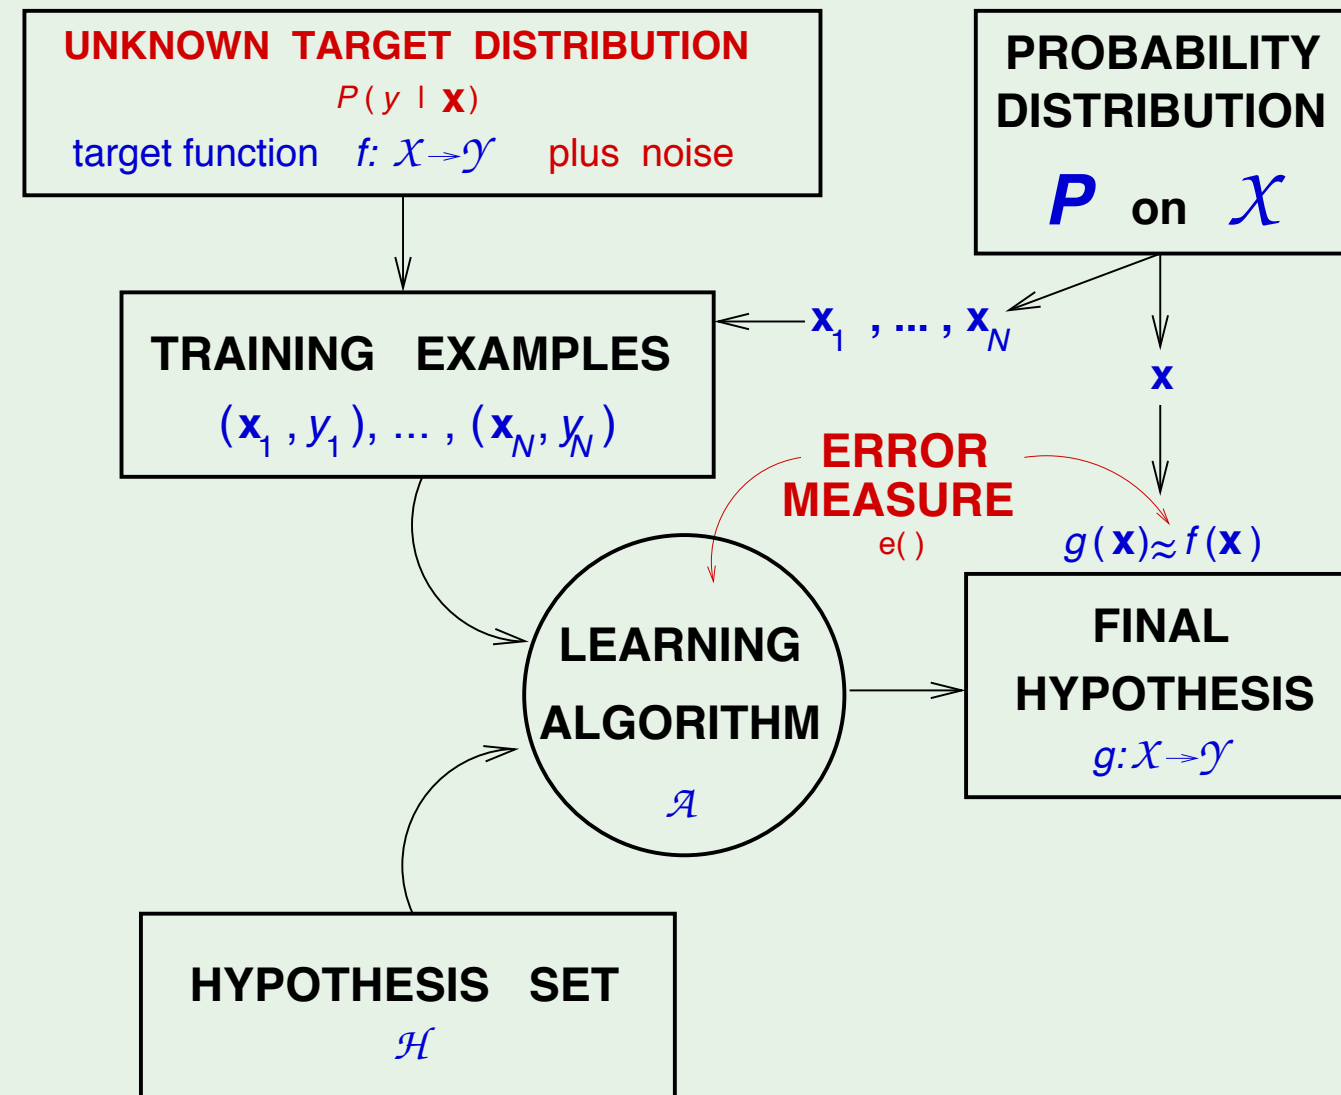 UNKNOWN TARGET DISTRIBUTION
P ( y | x )
target function f: X → Y plus noise
PROBABILITY
DISTRIBUTION
P on X
x1 , ... , xN
TRAINING EXAMPLES
( x1 , y1 ), ... , ( xN , yN )
x
ERROR
MEASURE
e( )
g ( x ) ≈ f ( x )
LEARNING
ALGORITHM
A
FINAL
HYPOTHESIS
g: X → Y
HYPOTHESIS SET
H